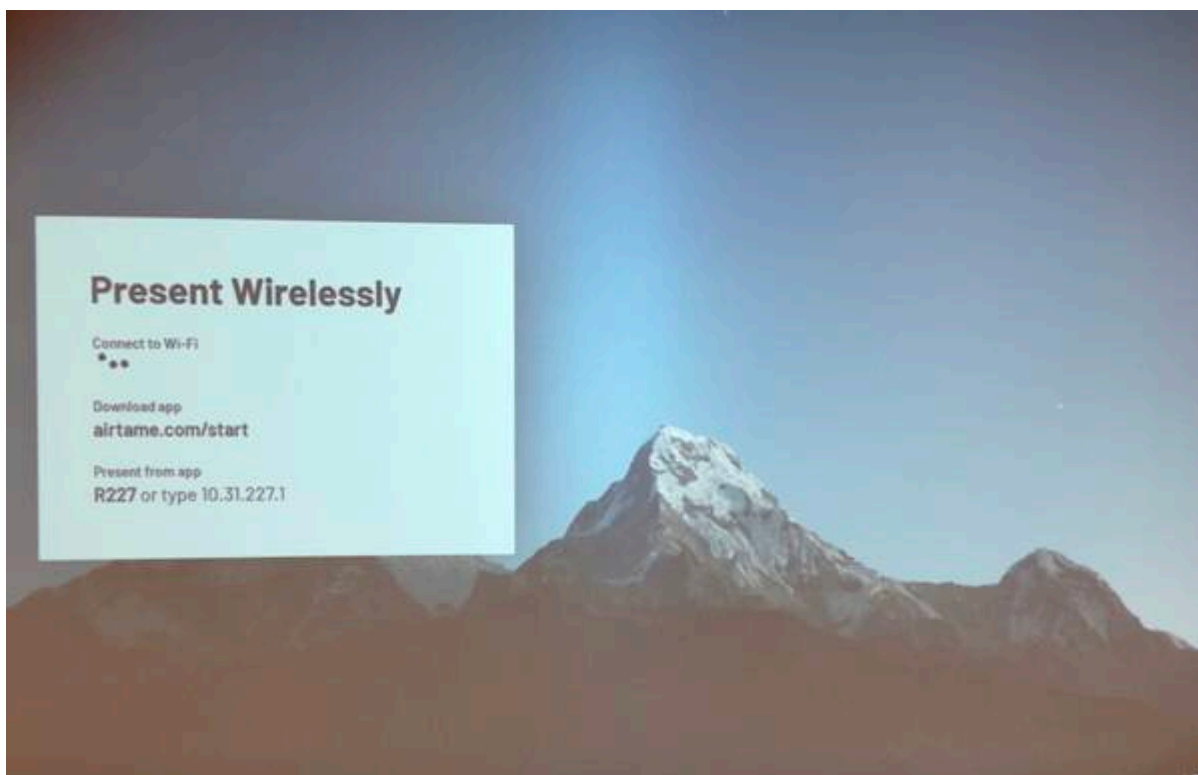 Present Wirelessly
Connect to Wi-Fi
Download app
airtame.com/start
Present from app
R227 or type 10.31.227.1